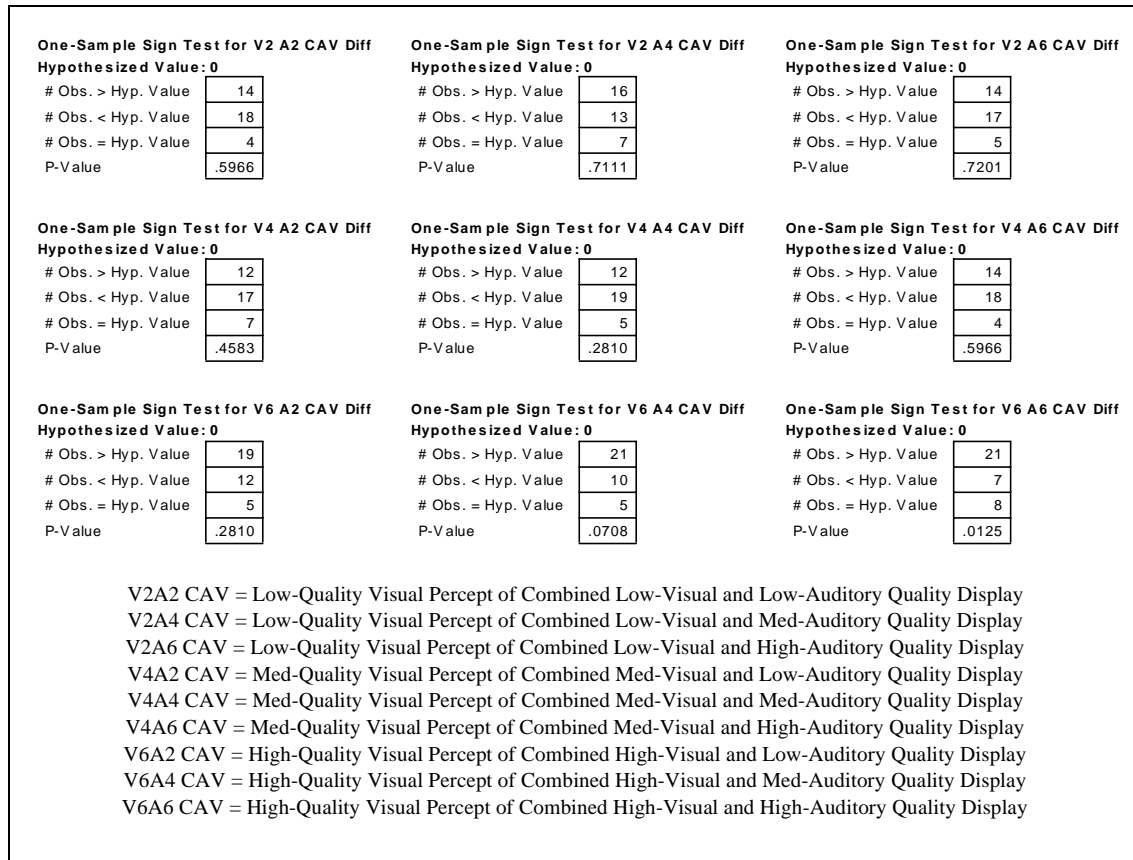 One-Sample Sign Test for V2 A2 CAV Diff
Hypothesized Value: 0
# Obs. > Hyp. Value 14
# Obs. < Hyp. Value 18
# Obs. = Hyp. Value 4
P-Value .5966
One-Sample Sign Test for V2 A4 CAV Diff
Hypothesized Value: 0
# Obs. > Hyp. Value 16
# Obs. < Hyp. Value 13
# Obs. = Hyp. Value 7
P-Value .7111
One-Sample Sign Test for V2 A6 CAV Diff
Hypothesized Value: 0
# Obs. > Hyp. Value 14
# Obs. < Hyp. Value 17
# Obs. = Hyp. Value 5
P-Value .7201
One-Sample Sign Test for V4 A2 CAV Diff
Hypothesized Value: 0
# Obs. > Hyp. Value 12
# Obs. < Hyp. Value 17
# Obs. = Hyp. Value 7
P-Value .4583
One-Sample Sign Test for V4 A4 CAV Diff
Hypothesized Value: 0
# Obs. > Hyp. Value 12
# Obs. < Hyp. Value 19
# Obs. = Hyp. Value 5
P-Value .2810
One-Sample Sign Test for V4 A6 CAV Diff
Hypothesized Value: 0
# Obs. > Hyp. Value 14
# Obs. < Hyp. Value 18
# Obs. = Hyp. Value 4
P-Value .5966
One-Sample Sign Test for V6 A2 CAV Diff
Hypothesized Value: 0
# Obs. > Hyp. Value 19
# Obs. < Hyp. Value 12
# Obs. = Hyp. Value 5
P-Value .2810
One-Sample Sign Test for V6 A4 CAV Diff
Hypothesized Value: 0
# Obs. > Hyp. Value 21
# Obs. < Hyp. Value 10
# Obs. = Hyp. Value 5
P-Value .0708
One-Sample Sign Test for V6 A6 CAV Diff
Hypothesized Value: 0
# Obs. > Hyp. Value 21
# Obs. < Hyp. Value 7
# Obs. = Hyp. Value 8
P-Value .0125
V2A2 CAV = Low-Quality Visual Percept of Combined Low-Visual and Low-Auditory Quality Display
V2A4 CAV = Low-Quality Visual Percept of Combined Low-Visual and Med-Auditory Quality Display
V2A6 CAV = Low-Quality Visual Percept of Combined Low-Visual and High-Auditory Quality Display
V4A2 CAV = Med-Quality Visual Percept of Combined Med-Visual and Low-Auditory Quality Display
V4A4 CAV = Med-Quality Visual Percept of Combined Med-Visual and Med-Auditory Quality Display
V4A6 CAV = Med-Quality Visual Percept of Combined Med-Visual and High-Auditory Quality Display
V6A2 CAV = High-Quality Visual Percept of Combined High-Visual and Low-Auditory Quality Display
V6A4 CAV = High-Quality Visual Percept of Combined High-Visual and Med-Auditory Quality Display
V6A6 CAV = High-Quality Visual Percept of Combined High-Visual and High-Auditory Quality Display